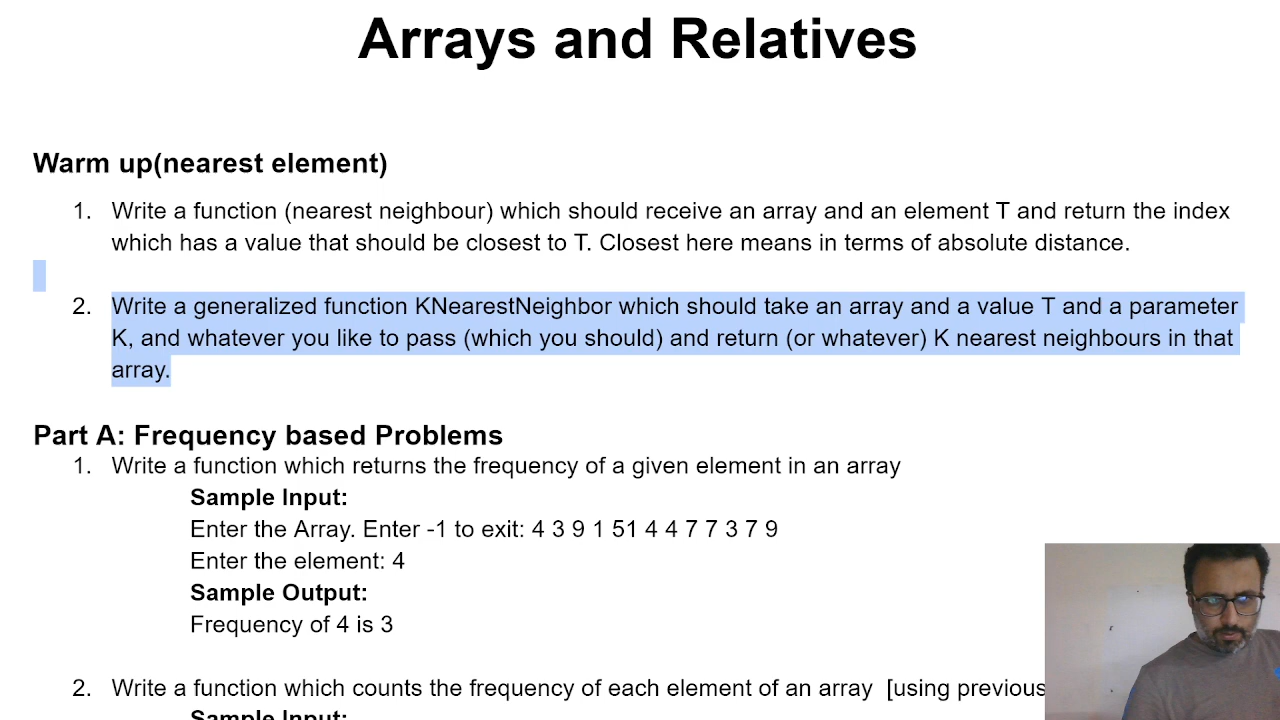 Arrays and Relatives
Warm up(nearest element)
1. Write a function (nearest neighbour) which should receive an array and an element T and return the index
which has a value that should be closest to T. Closest here means in terms of absolute distance.
2. Write a generalized function KNearestNeighbor which should take an array and a value T and a parameter
K, and whatever you like to pass (which you should) and return (or whatever) K nearest neighbours in that
array.
Part A: Frequency based Problems
1. Write a function which returns the frequency of a given element in an array
Sample Input:
Enter the Array. Enter -1 to exit: 4 3 9 1 51 4 4 7 7 3 7 9
Enter the element: 4
Sample Output:
Frequency of 4 is 3
2. Write a function which counts the frequency of each element of an array [using previous
Sample Input: